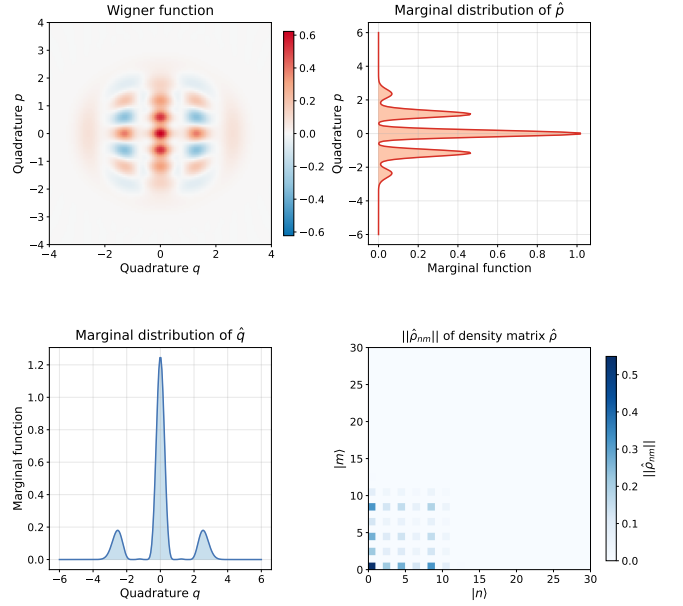 Wigner function
Quadrature p
4
3
2
1
0
−1
−2
−3
−4
−4 −2 0 2 4
Quadrature q
0.6
0.4
0.2
0.0
−0.2
−0.4
−0.6
Marginal distribution of p̂
Quadrature p
6
4
2
0
−2
−4
−6
0.0 0.2 0.4 0.6 0.8 1.0
Marginal function
Marginal distribution of q̂
Marginal function
1.2
1.0
0.8
0.6
0.4
0.2
0.0
−6 −4 −2 0 2 4 6
Quadrature q
||ρ̂nm|| of density matrix ρ̂
|m⟩
30
25
20
15
10
5
0
0 5 10 15 20 25 30
|n⟩
0.5
0.4
0.3
0.2
0.1
0.0
||ρ̂nm||